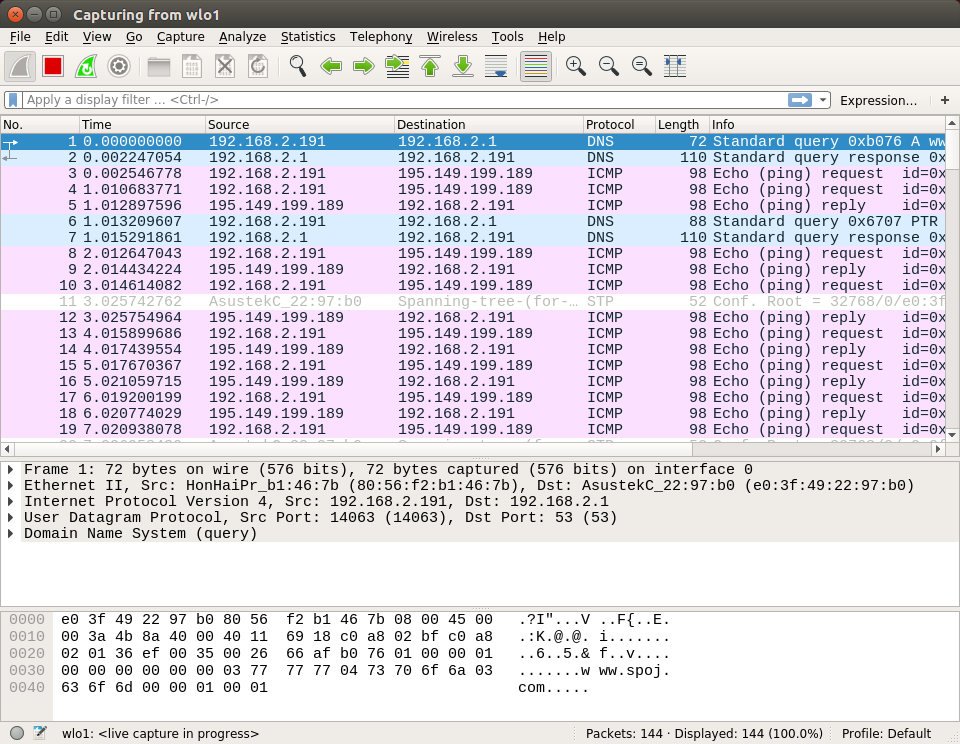 Capturing from wlo1
File Edit View Go Capture Analyze Statistics Telephony Wireless Tools Help
Apply a display filter ... <Ctrl-/> Expression... +
No. Time Source Destination Protocol Length Info
1 0.000000000 192.168.2.191 192.168.2.1 DNS 72 Standard query 0xb076 A ww
2 0.002247054 192.168.2.1 192.168.2.191 DNS 110 Standard query response 0x
3 0.002546778 192.168.2.191 195.149.199.189 ICMP 98 Echo (ping) request id=0x
4 1.010683771 192.168.2.191 195.149.199.189 ICMP 98 Echo (ping) request id=0x
5 1.012897596 192.168.2.191 195.149.199.189 ICMP 98 Echo (ping) request id=0x
6 1.013209607 192.168.2.191 192.168.2.1 DNS 88 Standard query 0x6707 PTR
7 1.015291861 192.168.2.1 192.168.2.191 DNS 110 Standard query response 0x
8 2.012647043 192.168.2.191 195.149.199.189 ICMP 98 Echo (ping) request id=0x
9 2.014434224 195.149.199.189 192.168.2.191 ICMP 98 Echo (ping) reply id=0x
10 3.014614082 192.168.2.191 195.149.199.189 ICMP 98 Echo (ping) request id=0x
11 3.025742762 AsustekC_22:97:b0 Spanning-tree-(for-… STP 52 Conf. Root = 32768/0/e0:3f
12 3.025754964 195.149.199.189 192.168.2.191 ICMP 98 Echo (ping) reply id=0x
13 4.015899686 192.168.2.191 195.149.199.189 ICMP 98 Echo (ping) request id=0x
14 4.017439554 195.149.199.189 192.168.2.191 ICMP 98 Echo (ping) reply id=0x
15 5.017670367 192.168.2.191 195.149.199.189 ICMP 98 Echo (ping) request id=0x
16 5.021059715 195.149.199.189 192.168.2.191 ICMP 98 Echo (ping) reply id=0x
17 6.019200199 192.168.2.191 195.149.199.189 ICMP 98 Echo (ping) request id=0x
18 6.020774029 195.149.199.189 192.168.2.191 ICMP 98 Echo (ping) reply id=0x
19 7.020938078 192.168.2.191 195.149.199.189 ICMP 98 Echo (ping) request id=0x
Frame 1: 72 bytes on wire (576 bits), 72 bytes captured (576 bits) on interface 0
Ethernet II, Src: HonHaiPr_b1:46:7b (80:56:f2:b1:46:7b), Dst: AsustekC_22:97:b0 (e0:3f:49:22:97:b0)
Internet Protocol Version 4, Src: 192.168.2.191, Dst: 192.168.2.1
User Datagram Protocol, Src Port: 14063 (14063), Dst Port: 53 (53)
Domain Name System (query)
0000 e0 3f 49 22 97 b0 80 56 f2 b1 46 7b 08 00 45 00 .?I"...V ..F{..E.
0010 00 3a 4b 8a 40 00 40 11 69 18 c0 a8 02 bf c0 a8 .:K.@.@. i.......
0020 02 01 36 ef 00 35 00 26 66 af b0 76 01 00 00 01 ..6..5.& f..v....
0030 00 00 00 00 00 00 03 77 77 77 04 73 70 6f 6a 03 .......w ww.spoj.
0040 63 6f 6d 00 00 01 00 01 com.....
wlo1: <live capture in progress> Packets: 144 · Displayed: 144 (100.0%) Profile: Default